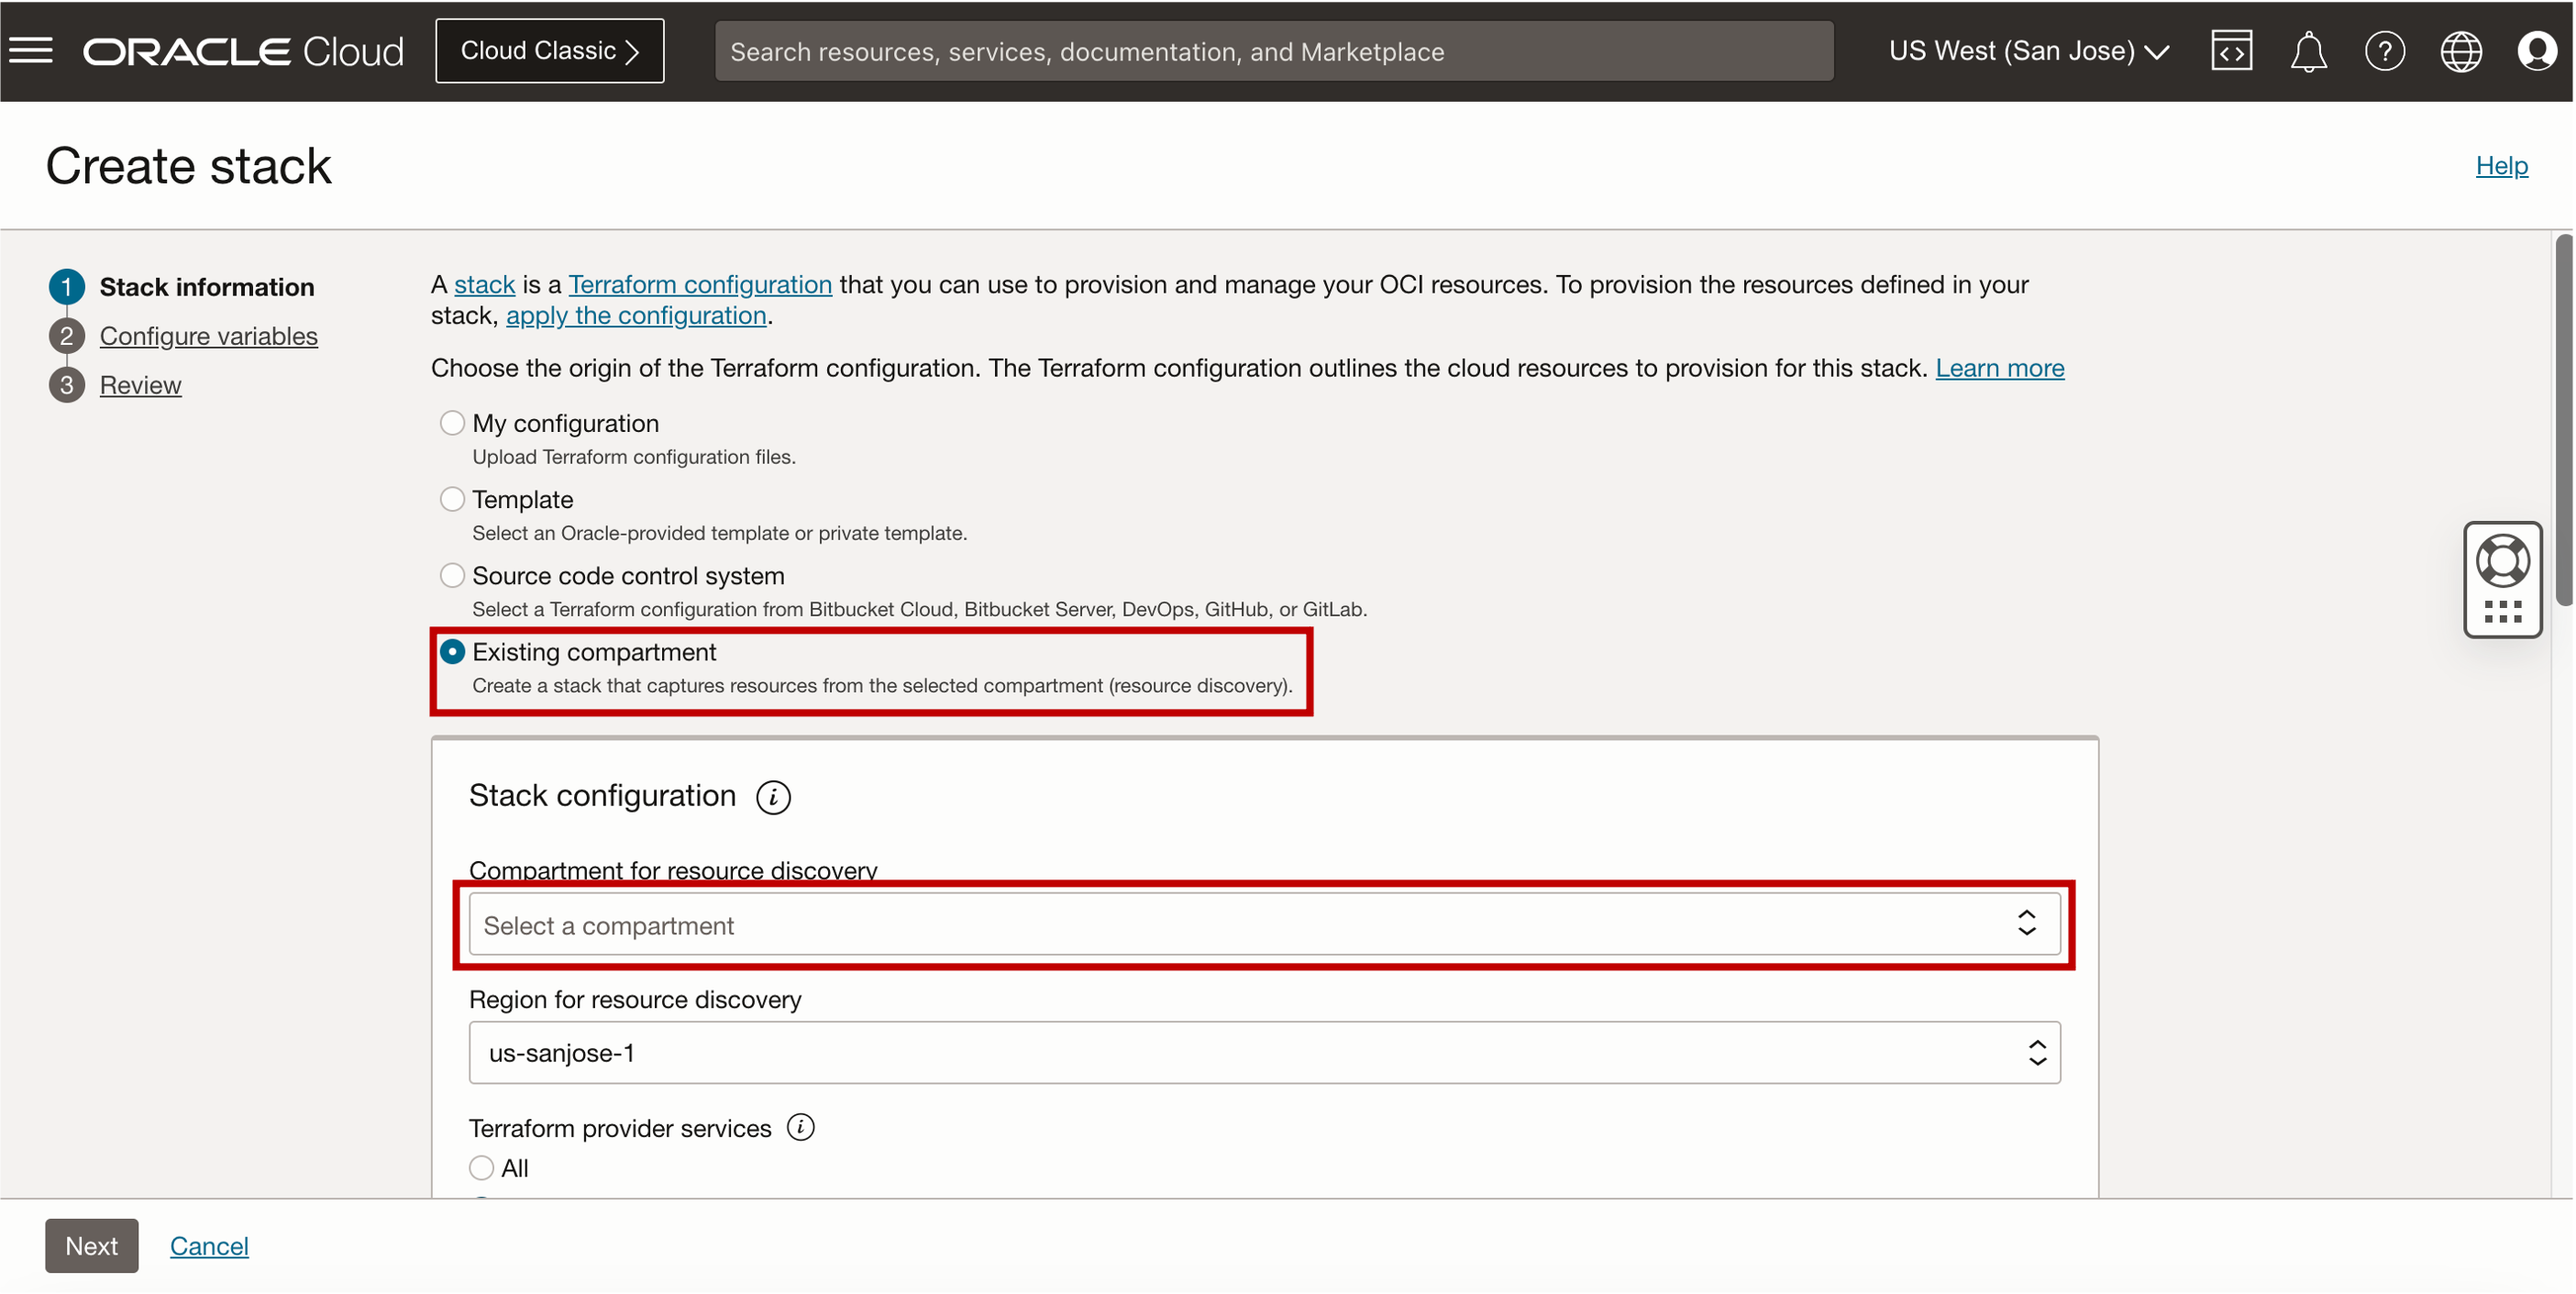 ORACLE Cloud
Cloud Classic
Search resources, services, documentation, and Marketplace
US West (San Jose)
Create stack
Help
1 Stack information
2 Configure variables
3 Review
A stack is a Terraform configuration that you can use to provision and manage your OCI resources. To provision the resources defined in your
stack, apply the configuration.
Choose the origin of the Terraform configuration. The Terraform configuration outlines the cloud resources to provision for this stack. Learn more
My configuration
Upload Terraform configuration files.
Template
Select an Oracle-provided template or private template.
Source code control system
Select a Terraform configuration from Bitbucket Cloud, Bitbucket Server, DevOps, GitHub, or GitLab.
Existing compartment
Create a stack that captures resources from the selected compartment (resource discovery).
Stack configuration
Compartment for resource discovery
Select a compartment
Region for resource discovery
us-sanjose-1
Terraform provider services
All
Next
Cancel